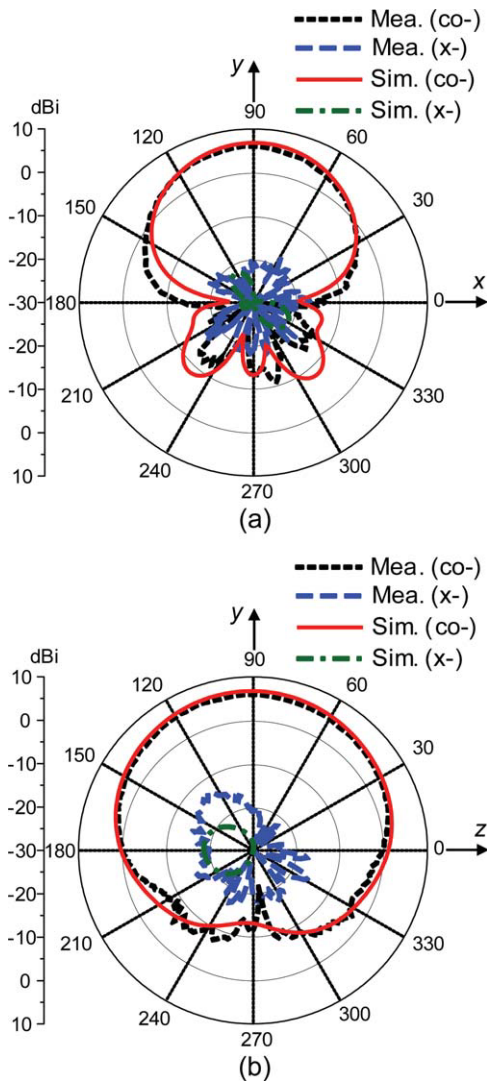 Mea. (co-)
Mea. (x-)
Sim. (co-)
Sim. (x-)
y
dBi
90
120
60
10
0
150
30
-10
-20
x
-30
180
0
-20
-10
210
330
0
240
300
10
270
(a)
Mea. (co-)
Mea. (x-)
Sim. (co-)
Sim. (x-)
y
dBi
90
120
60
10
0
150
30
-10
-20
z
-30
180
0
-20
-10
210
330
0
240
300
10
270
(b)